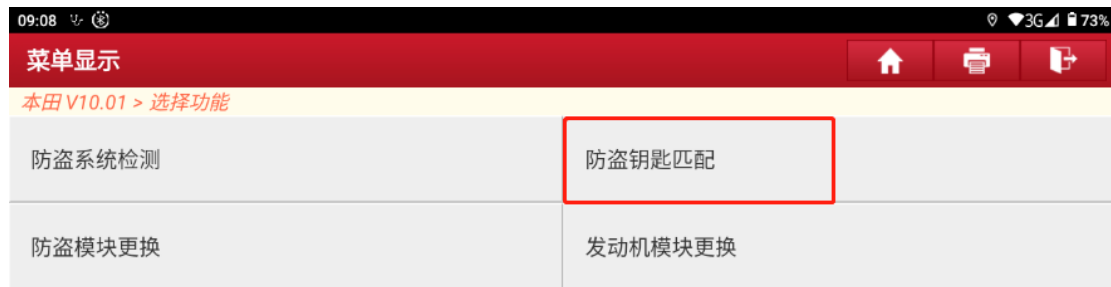 09:08 3G 73%
菜单显示
本田 V10.01 > 选择功能
防盗系统检测 防盗钥匙匹配
防盗模块更换 发动机模块更换